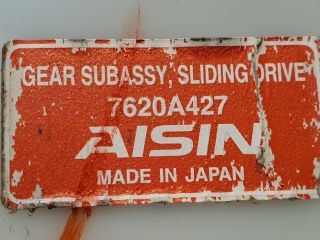 GEAR SUBASSY, SLIDING DRIVE
7620A427
AISIN
MADE IN JAPAN